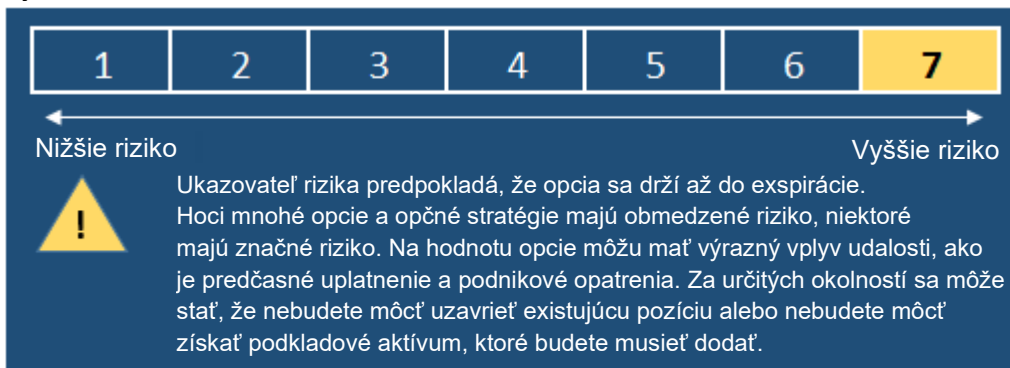 1 2 3 4 5 6 7
Nižšie riziko Vyššie riziko
!
Ukazovateľ rizika predpokladá, že opcia sa drží až do exspirácie.
Hoci mnohé opcie a opčné stratégie majú obmedzené riziko, niektoré
majú značné riziko. Na hodnotu opcie môžu mať výrazný vplyv udalosti, ako
je predčasné uplatnenie a podnikové opatrenia. Za určitých okolností sa môže
stať, že nebudete môcť uzavrieť existujúcu pozíciu alebo nebudete môcť
získať podkladové aktívum, ktoré budete musieť dodať.